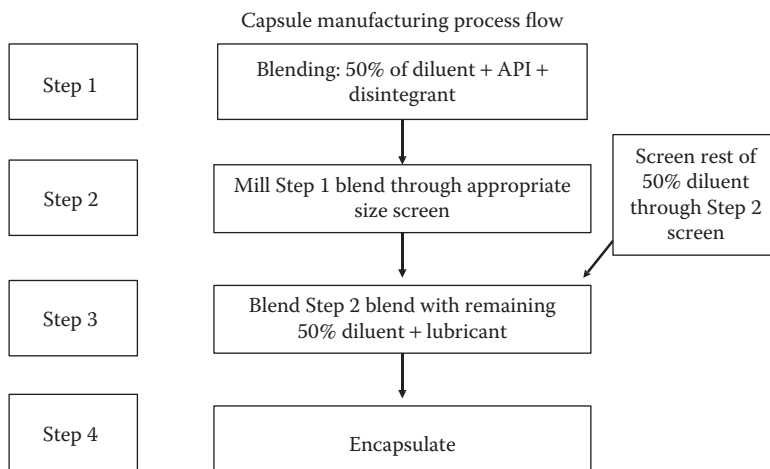 Capsule manufacturing process flow
Step 1
Blending: 50% of diluent + API +
disintegrant
Step 2
Mill Step 1 blend through appropriate
size screen
Screen rest of
50% diluent
through Step 2
screen
Step 3
Blend Step 2 blend with remaining
50% diluent + lubricant
Step 4
Encapsulate